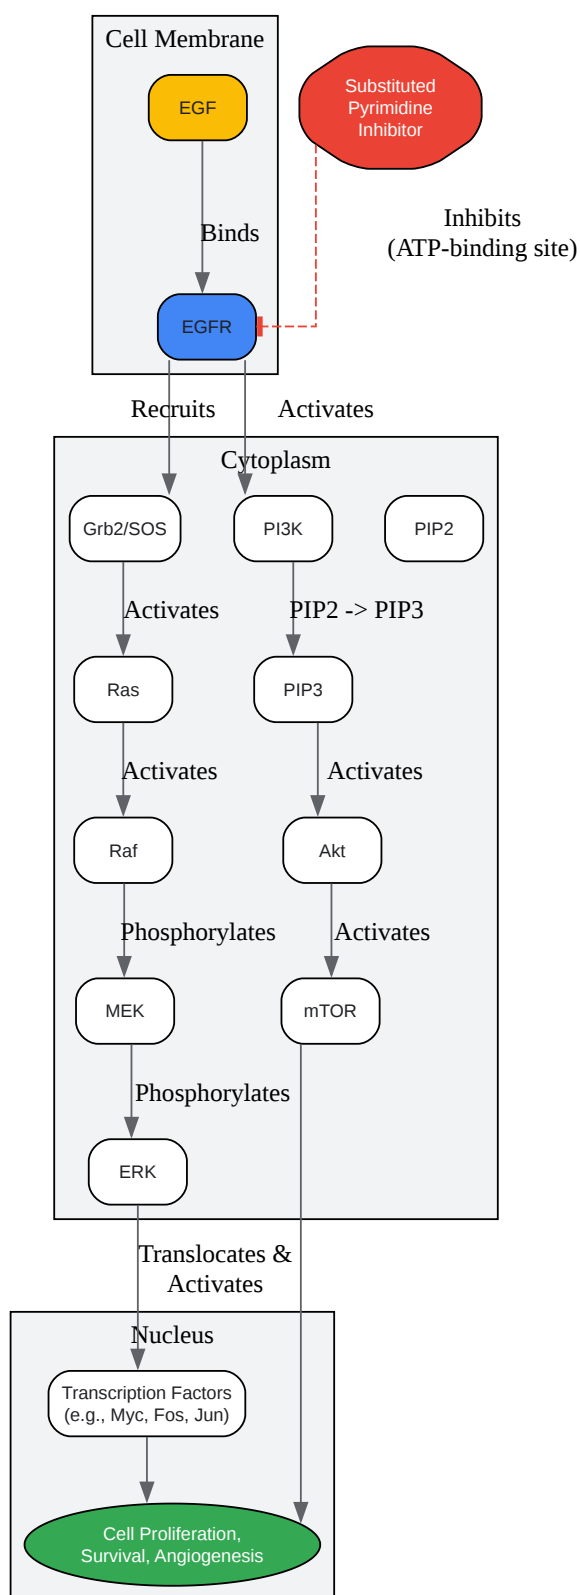 Cell Membrane
EGF
Substituted
Pyrimidine
Inhibitor
Binds
Inhibits
(ATP-binding site)
EGFR
Recruits
Activates
Cytoplasm
Grb2/SOS
PI3K
PIP2
Activates
PIP2 -> PIP3
Ras
PIP3
Activates
Activates
Raf
Akt
Phosphorylates
Activates
MEK
mTOR
Phosphorylates
ERK
Translocates &
Activates
Nucleus
Transcription Factors
(e.g., Myc, Fos, Jun)
Cell Proliferation,
Survival, Angiogenesis